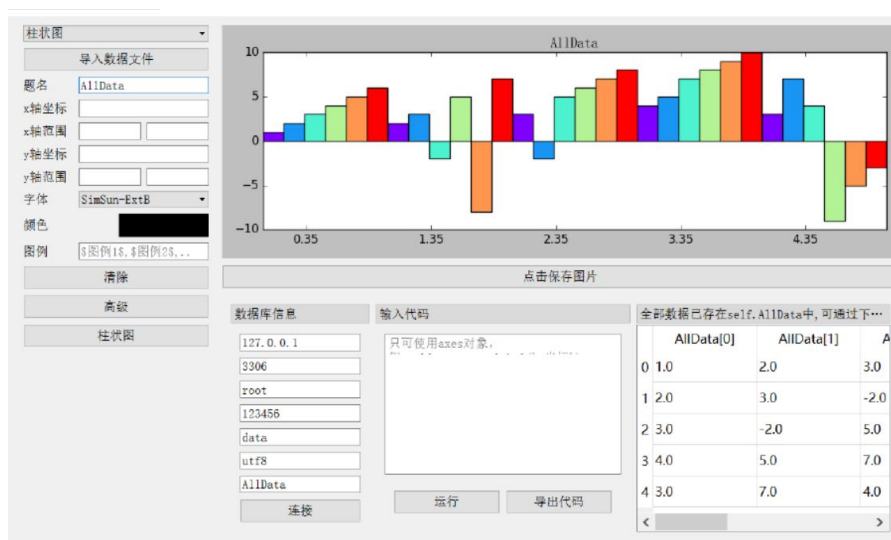 柱状图
导入数据文件
题名 AllData
x轴坐标
x轴范围
y轴坐标
y轴范围
字体 SimSun-ExtB
颜色
图例 $图例1$,$图例2$,..
清除
高级
柱状图
AllData
10
5
0
−5
−10
0.35 1.35 2.35 3.35 4.35
点击保存图片
数据库信息
127.0.0.1
3306
root
123456
data
utf8
AllData
连接
输入代码
只可使用axes对象,
运行 导出代码
全部数据已存在self.AllData中,可通过下…
AllData[0] AllData[1] A
0 1.0 2.0 3.0
1 2.0 3.0 -2.0
2 3.0 -2.0 5.0
3 4.0 5.0 7.0
4 3.0 7.0 4.0